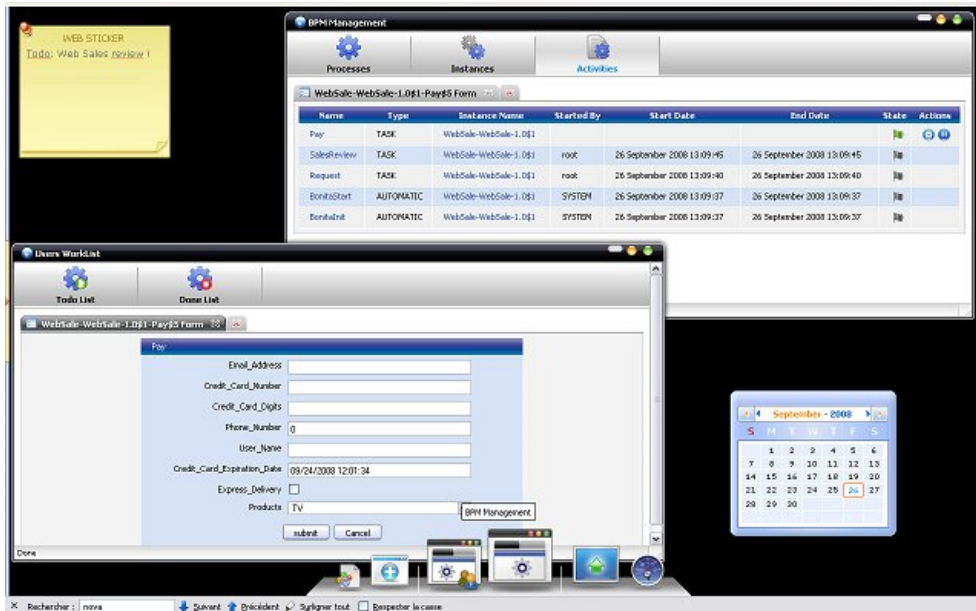 WEB STICKER
Todo: Web Sales review !
BPM Management
Processes
Instances
Activities
WebSale-WebSale-1.0$1-Pay$5 Form
Name Type Instance Name Started By Start Date End Date State Actions
Pay TASK WebSale-WebSale-1.0$1
SalesReview TASK WebSale-WebSale-1.0$1 root 26 September 2008 13:09:45 26 September 2008 13:09:45
Request TASK WebSale-WebSale-1.0$1 root 26 September 2008 13:09:40 26 September 2008 13:09:40
BonitaStart AUTOMATIC WebSale-WebSale-1.0$1 SYSTEM 26 September 2008 13:09:37 26 September 2008 13:09:37
BonitaInit AUTOMATIC WebSale-WebSale-1.0$1 SYSTEM 26 September 2008 13:09:37 26 September 2008 13:09:37
Users WorkList
Todo List
Done List
WebSale-WebSale-1.0$1-Pay$5 Form
Pay
Email_Address
Credit_Card_Number
Credit_Card_Digits
Phone_Number 0
User_Name
Credit_Card_Expiration_Date 09/24/2008 12:01:34
Express_Delivery
Products TV
BPM Management
submit Cancel
Done
September - 2008
S M T W T F S
1 2 3 4 5 6
7 8 9 10 11 12 13
14 15 16 17 18 19 20
21 22 23 24 25 26 27
28 29 30
Rechercher : nova Suivant Précédent Surligner tout Respecter la casse